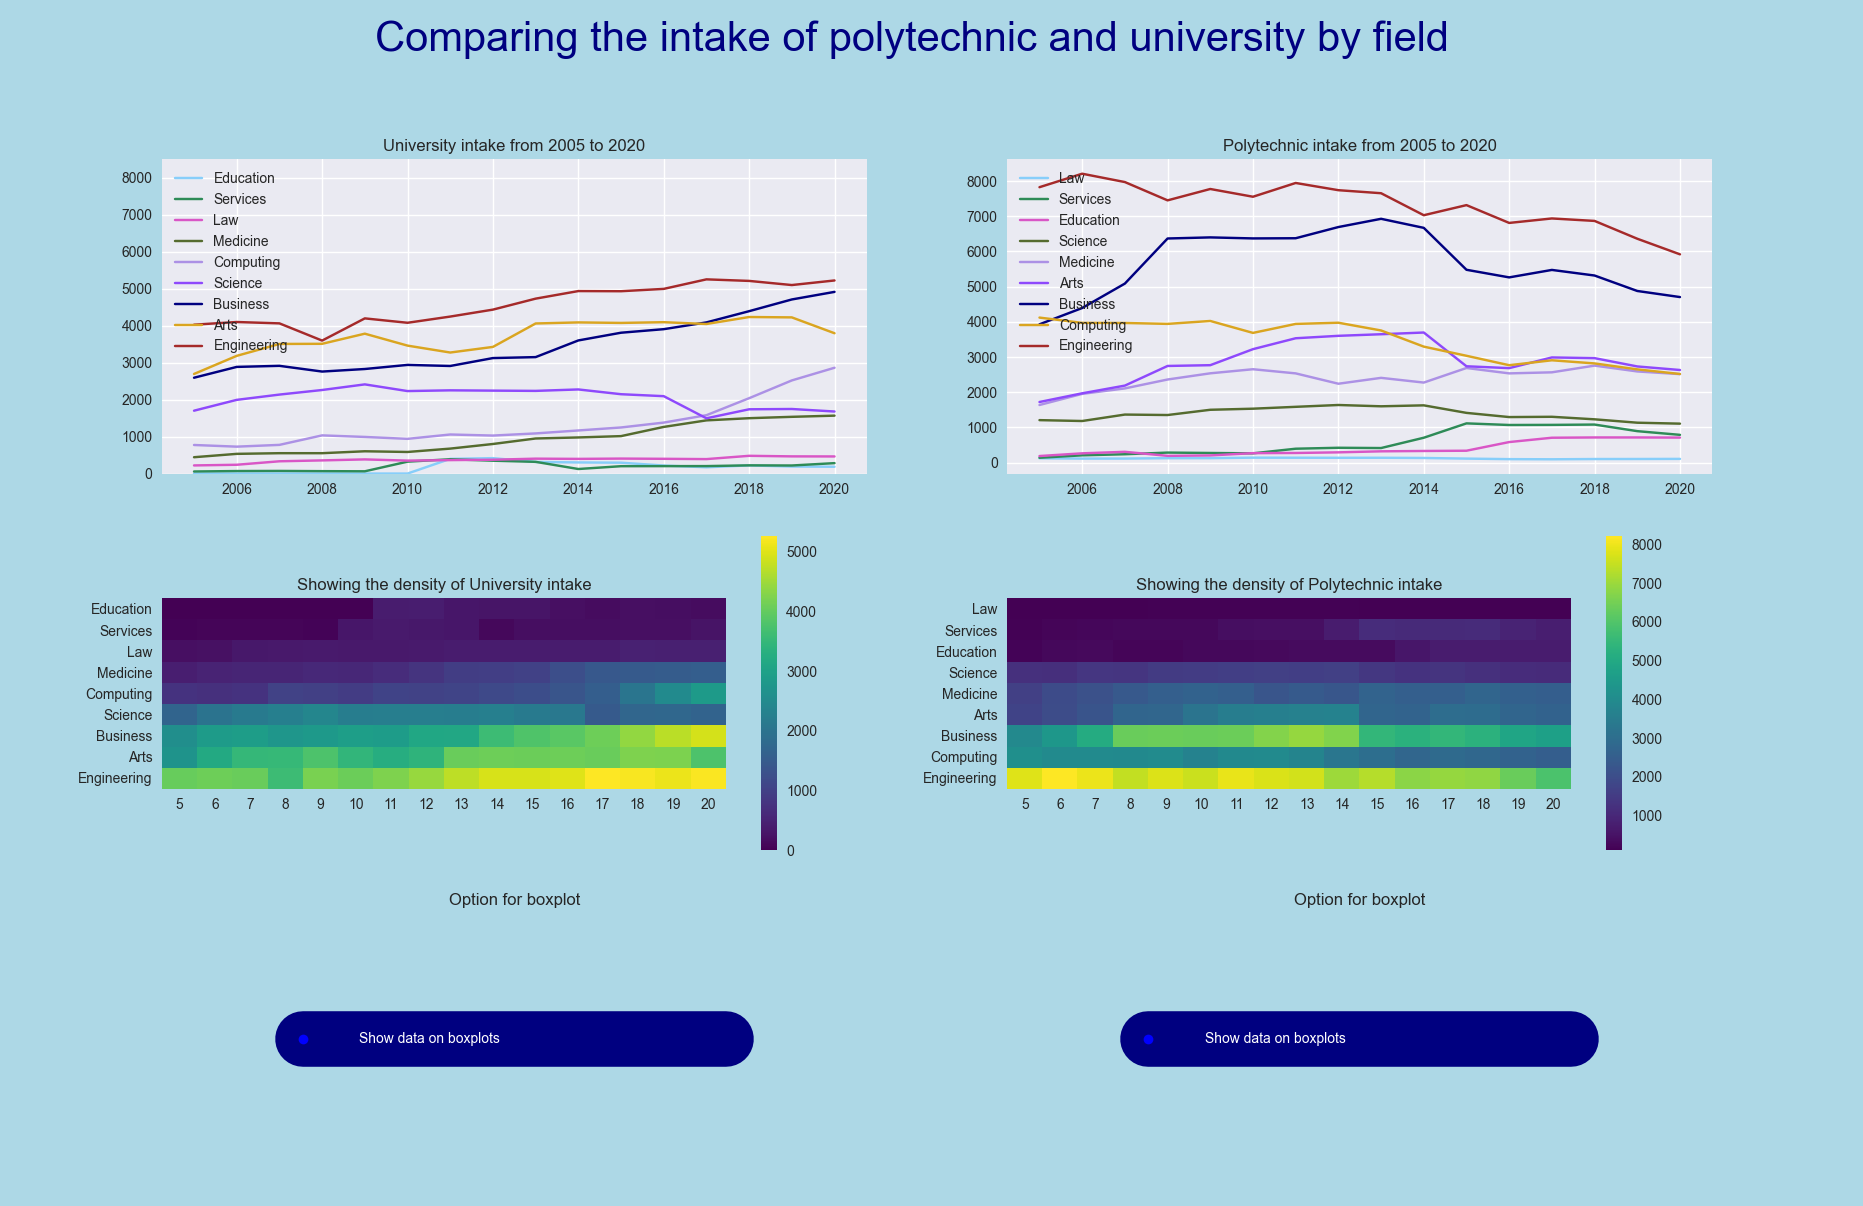 Comparing the intake of polytechnic and university by field
University intake from 2005 to 2020
8000
7000
6000
5000
4000
3000
2000
1000
0
Education
Services
Law
Medicine
Computing
Science
Business
Arts
Engineering
2006 2008 2010 2012 2014 2016 2018 2020
Polytechnic intake from 2005 to 2020
8000
7000
6000
5000
4000
3000
2000
1000
0
Law
Services
Education
Science
Medicine
Arts
Business
Computing
Engineering
2006 2008 2010 2012 2014 2016 2018 2020
Showing the density of University intake
Education
Services
Law
Medicine
Computing
Science
Business
Arts
Engineering
5 6 7 8 9 10 11 12 13 14 15 16 17 18 19 20
5000
4000
3000
2000
1000
0
Showing the density of Polytechnic intake
Law
Services
Education
Science
Medicine
Arts
Business
Computing
Engineering
5 6 7 8 9 10 11 12 13 14 15 16 17 18 19 20
8000
7000
6000
5000
4000
3000
2000
1000
Option for boxplot
Show data on boxplots
Option for boxplot
Show data on boxplots